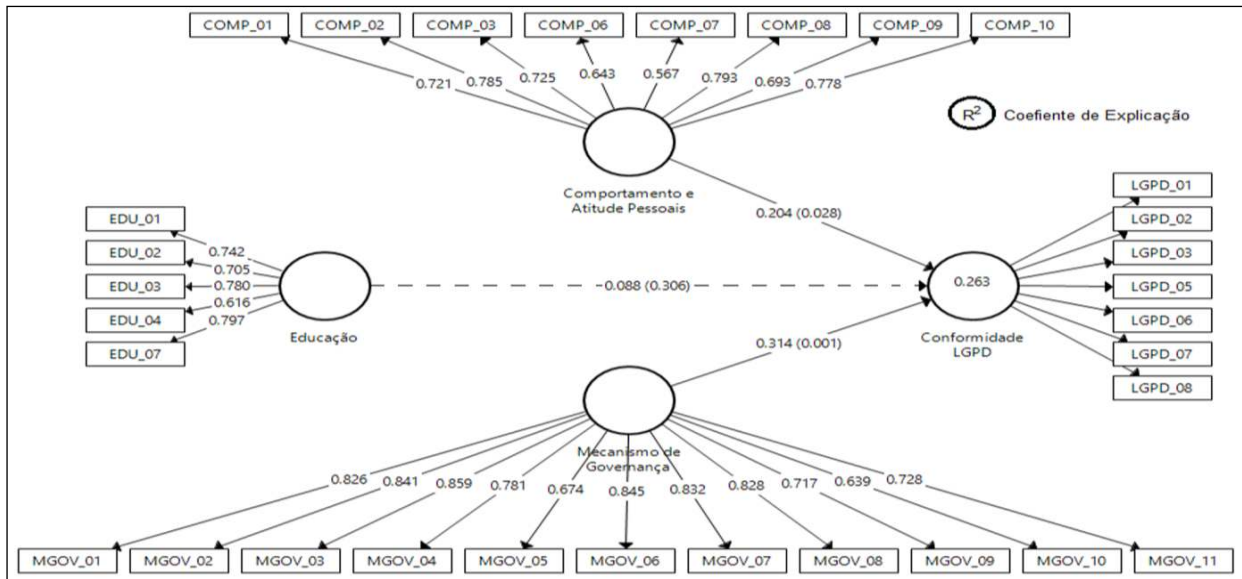 COMP_01 COMP_02 COMP_03 COMP_06 COMP_07 COMP_08 COMP_09 COMP_10
0.721 0.785 0.725 0.643 0.567 0.793 0.693 0.778
R² Coefiente de Explicação
Comportamento e
Atitude Pessoais
0.204 (0.028)
EDU_01
EDU_02
EDU_03
EDU_04
EDU_07
0.742
0.705
0.780
0.616
0.797
Educação
0.088 (0.306)
0.263
Conformidade
LGPD
LGPD_01
LGPD_02
LGPD_03
LGPD_05
LGPD_06
LGPD_07
LGPD_08
0.314 (0.001)
Mecanismo de
Governança
0.826 0.841 0.859 0.781 0.674 0.845 0.832 0.828 0.717 0.639 0.728
MGOV_01 MGOV_02 MGOV_03 MGOV_04 MGOV_05 MGOV_06 MGOV_07 MGOV_08 MGOV_09 MGOV_10 MGOV_11